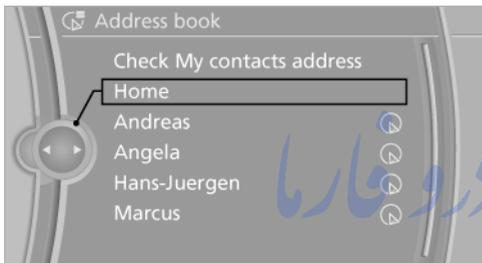 Address book
Check My contacts address
Home
Andreas
Angela
Hans-Juergen
Marcus